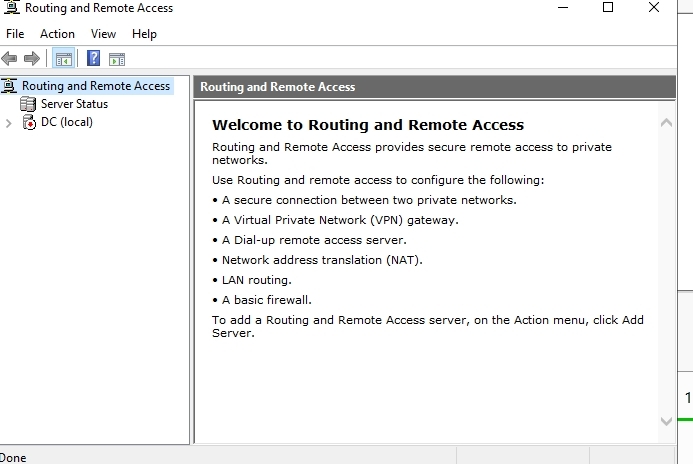 Routing and Remote Access
File Action View Help
Routing and Remote Access
Server Status
DC (local)
Routing and Remote Access
Welcome to Routing and Remote Access
Routing and Remote Access provides secure remote access to private
networks.
Use Routing and remote access to configure the following:
• A secure connection between two private networks.
• A Virtual Private Network (VPN) gateway.
• A Dial-up remote access server.
• Network address translation (NAT).
• LAN routing.
• A basic firewall.
To add a Routing and Remote Access server, on the Action menu, click Add
Server.
1
Done